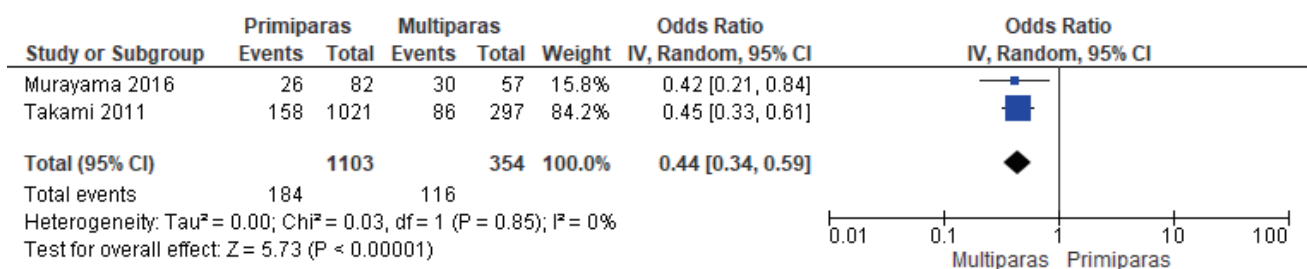 Primiparas Multiparas Odds Ratio Odds Ratio
Study or Subgroup Events Total Events Total Weight IV, Random, 95% CI IV, Random, 95% CI
Murayama 2016 26 82 30 57 15.8% 0.42 [0.21, 0.84]
Takami 2011 158 1021 86 297 84.2% 0.45 [0.33, 0.61]
Total (95% CI) 1103 354 100.0% 0.44 [0.34, 0.59]
Total events 184 116
Heterogeneity: Tau² = 0.00; Chi² = 0.03, df = 1 (P = 0.85); I² = 0%
Test for overall effect: Z = 5.73 (P < 0.00001)
0.01 0.1 1 10 100
Multiparas Primiparas